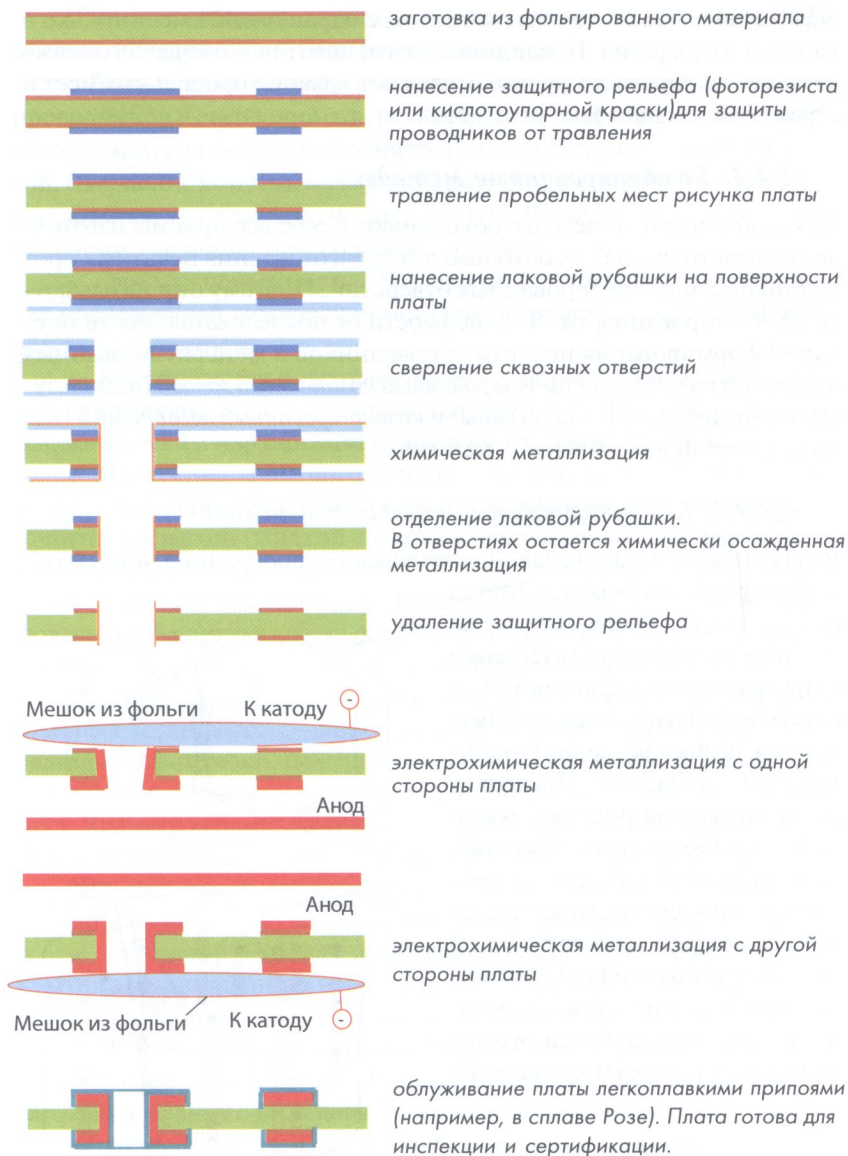 заготовка из фольгированного материала
нанесение защитного рельефа (фоторезиста
или кислотоупорной краски)для защиты
проводников от травления
травление пробельных мест рисунка платы
нанесение лаковой рубашки на поверхности
платы
сверление сквозных отверстий
химическая металлизация
отделение лаковой рубашки.
В отверстиях остается химически осажденная
металлизация
удаление защитного рельефа
Мешок из фольги
К катоду
-
электрохимическая металлизация с одной
стороны платы
Анод
Анод
электрохимическая металлизация с другой
стороны платы
Мешок из фольги
К катоду
-
облуживание платы легкоплавкими припоями
(например, в сплаве Розе). Плата готова для
инспекции и сертификации.